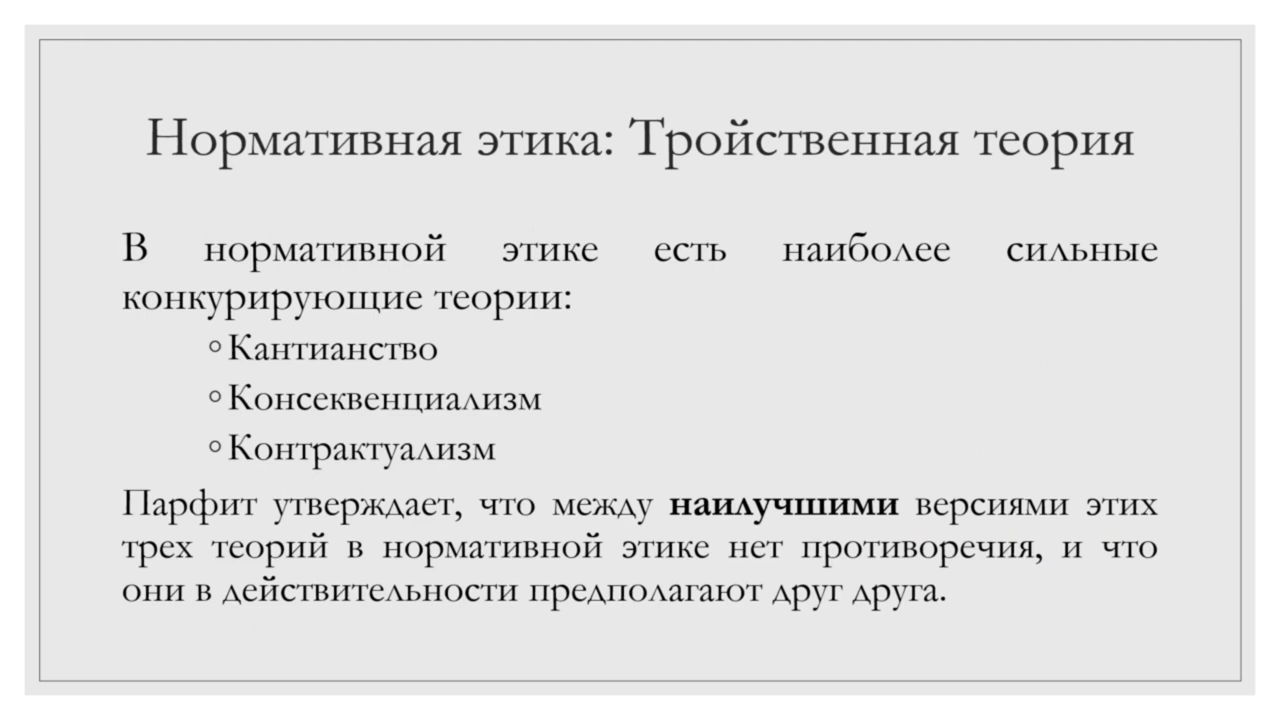 Нормативная этика: Тройственная теория
В нормативной этике есть наиболее сильные
конкурирующие теории:
◦ Кантианство
◦ Консеквенциализм
◦ Контрактуализм
Парфит утверждает, что между наилучшими версиями этих
трех теорий в нормативной этике нет противоречия, и что
они в действительности предполагают друг друга.